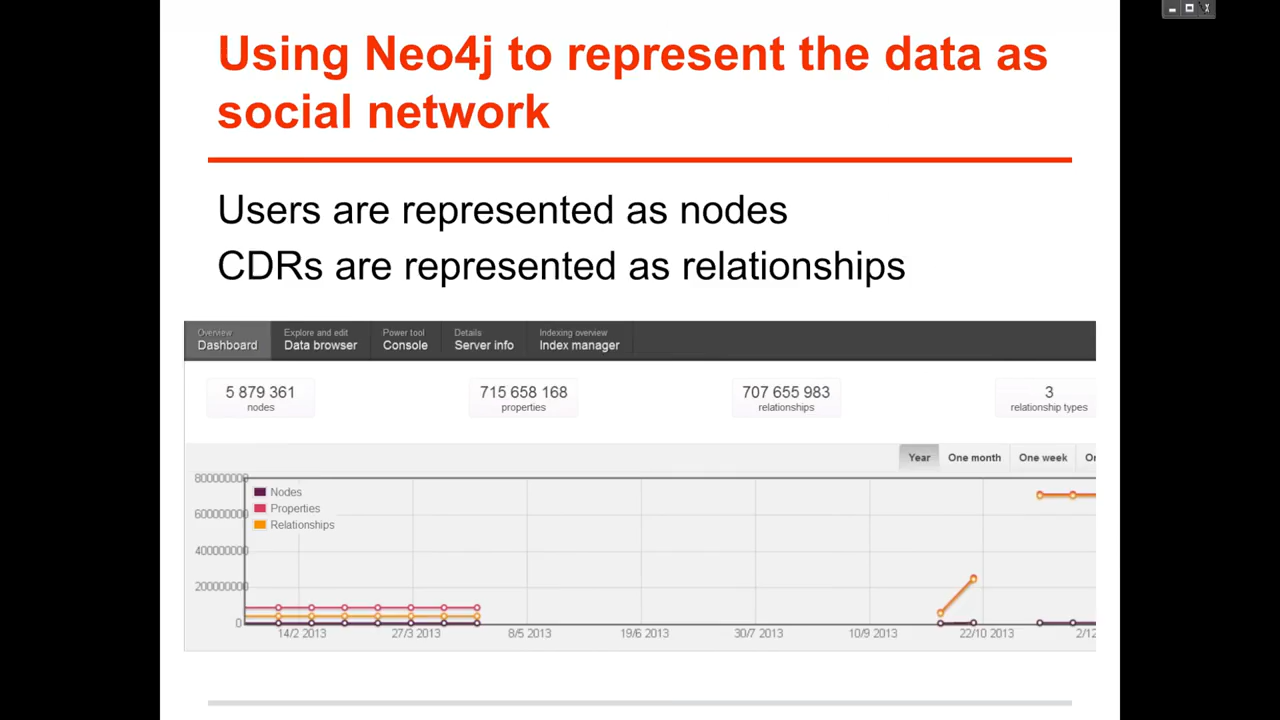 Using Neo4j to represent the data as
social network
Users are represented as nodes
CDRs are represented as relationships
Overview Explore and edit Power tool Details Indexing overview
Dashboard Data browser Console Server info Index manager
5 879 361 715 658 168 707 655 983 3
nodes properties relationships relationship types
Year One month One week
800000000
Nodes
Properties
600000000
Relationships
400000000
200000000
0
14/2 2013 27/3 2013 8/5 2013 19/6 2013 30/7 2013 10/9 2013 22/10 2013 2/12